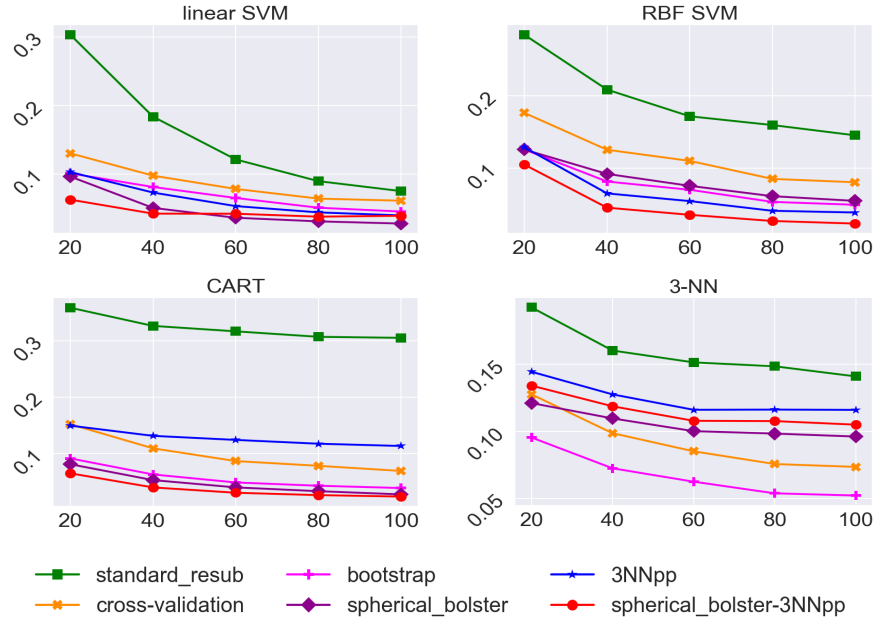 linear SVM
0.3
0.2
0.1
20 40 60 80 100
RBF SVM
0.2
0.1
20 40 60 80 100
CART
0.3
0.2
0.1
20 40 60 80 100
3-NN
0.15
0.10
0.05
20 40 60 80 100
standard_resub bootstrap 3NNpp
cross-validation spherical_bolster spherical_bolster-3NNpp